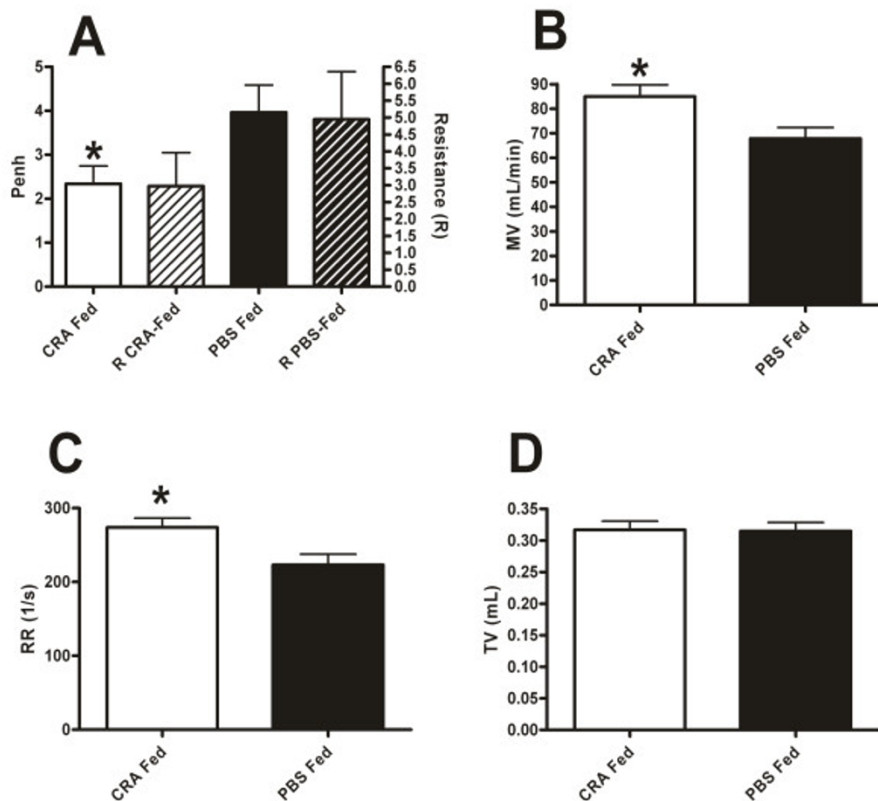 A
5
4
3
2
1
0
Penh
*
6.5
6.0
5.5
5.0
4.5
4.0
3.5
3.0
2.5
2.0
1.5
1.0
0.5
0.0
Resistance (R)
CRA Fed
R CRA-Fed
PBS Fed
R PBS-Fed
B
90
80
70
60
50
40
30
20
10
0
MV (mL/min)
*
CRA Fed
PBS Fed
C
300
200
100
0
RR (1/s)
*
CRA Fed
PBS Fed
D
0.35
0.30
0.25
0.20
0.15
0.10
0.05
0.00
TV (mL)
CRA Fed
PBS Fed